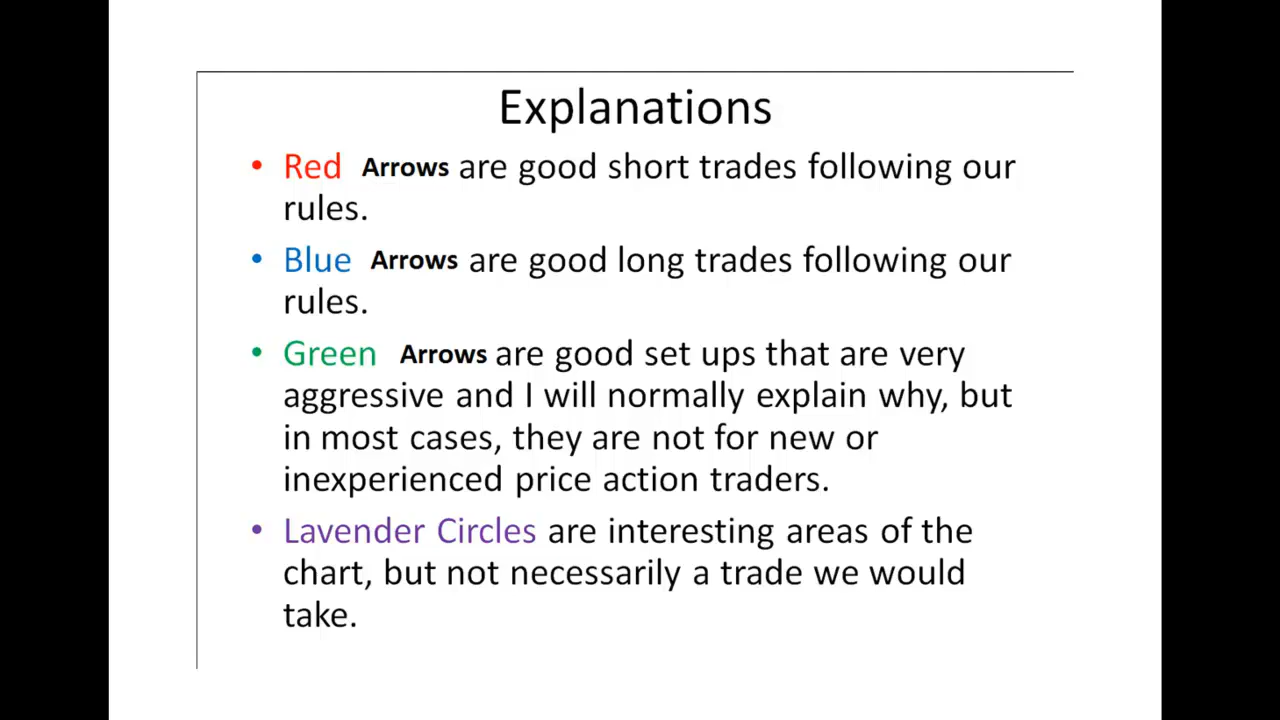 Explanations
• Red Arrows are good short trades following our
rules.
• Blue Arrows are good long trades following our
rules.
• Green Arrows are good set ups that are very
aggressive and I will normally explain why, but
in most cases, they are not for new or
inexperienced price action traders.
• Lavender Circles are interesting areas of the
chart, but not necessarily a trade we would
take.